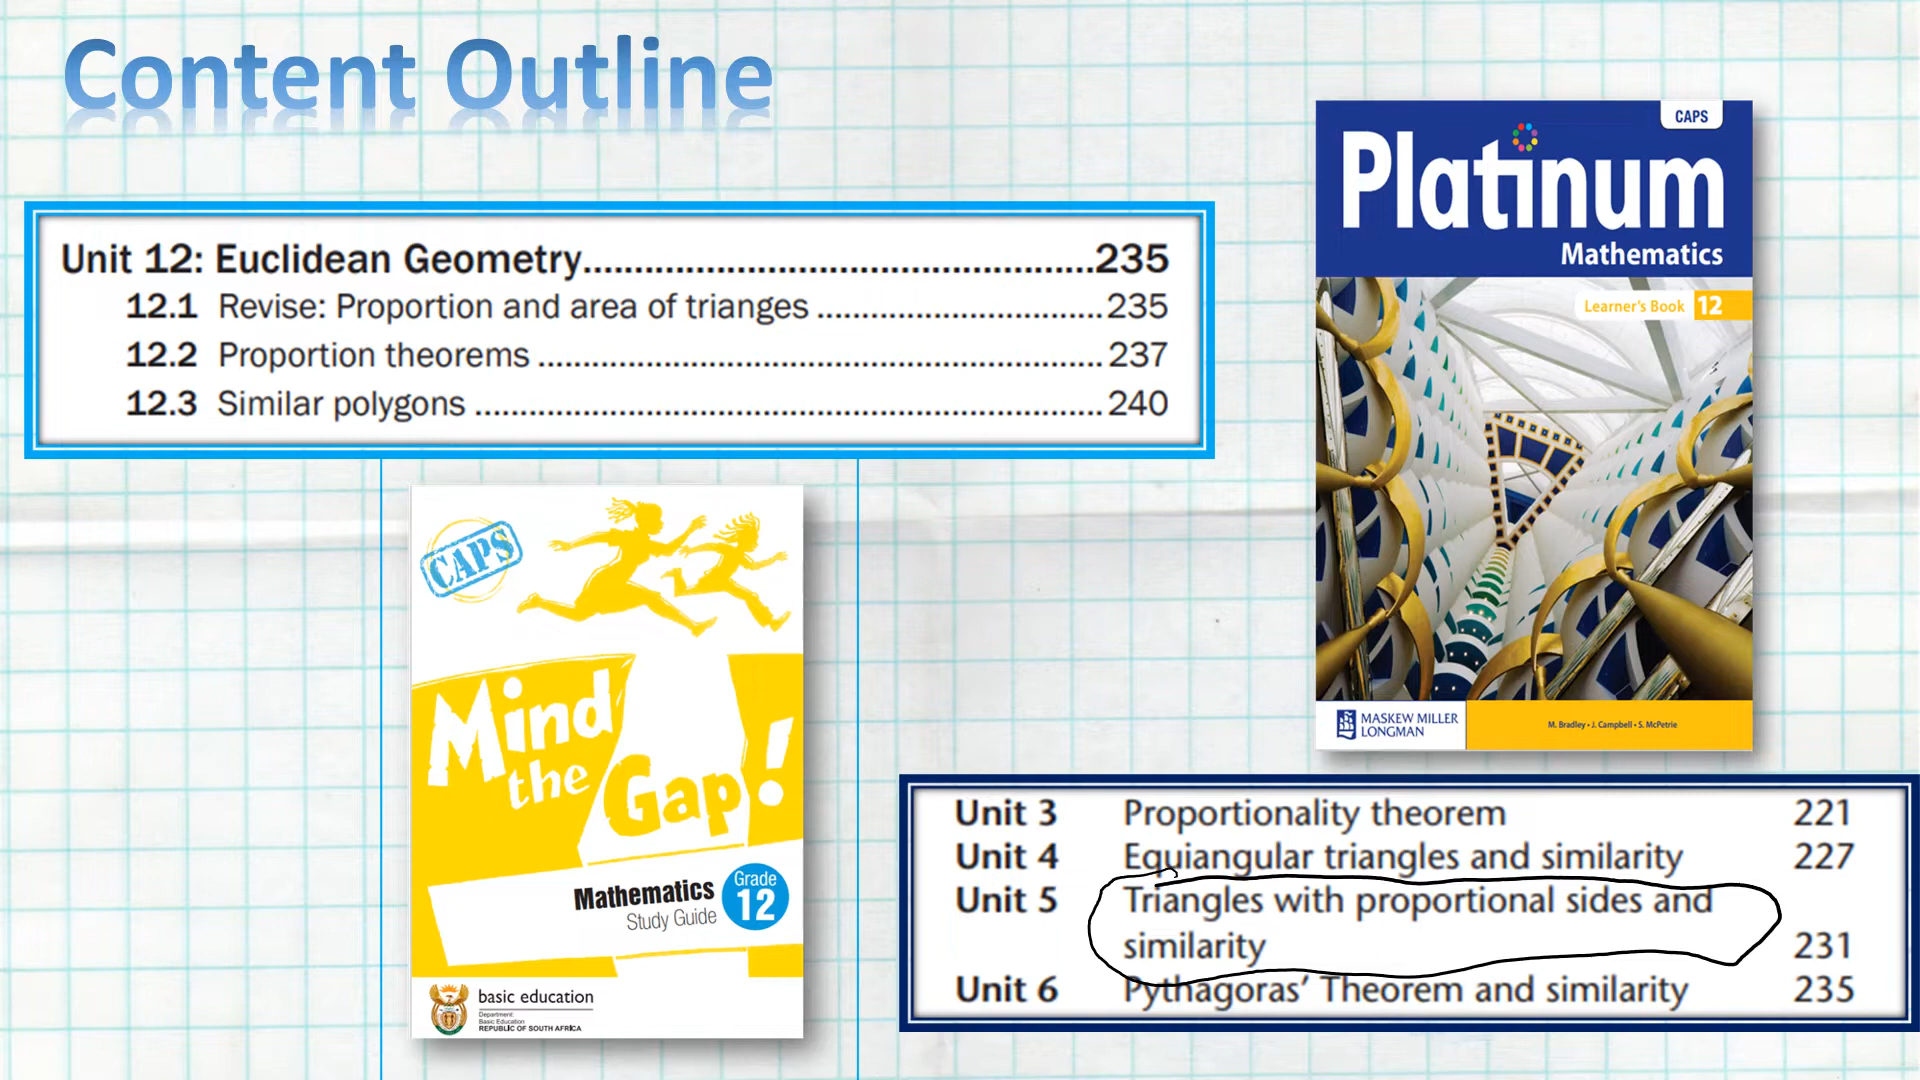 Content Outline
Unit 12: Euclidean Geometry..................................................235
12.1 Revise: Proportion and area of trianges ................................235
12.2 Proportion theorems ...............................................................237
12.3 Similar polygons ......................................................................240
CAPS
Platinum
Mathematics
Learner's Book 12
MASKEW MILLER
LONGMAN
M. Bradley • J. Campbell • S. McPetrie
CAPS
Mind
the Gap!
Mathematics
Study Guide
Grade
12
basic education
Department:
Basic Education
REPUBLIC OF SOUTH AFRICA
Unit 3 Proportionality theorem 221
Unit 4 Equiangular triangles and similarity 227
Unit 5 Triangles with proportional sides and
similarity 231
Unit 6 Pythagoras' Theorem and similarity 235